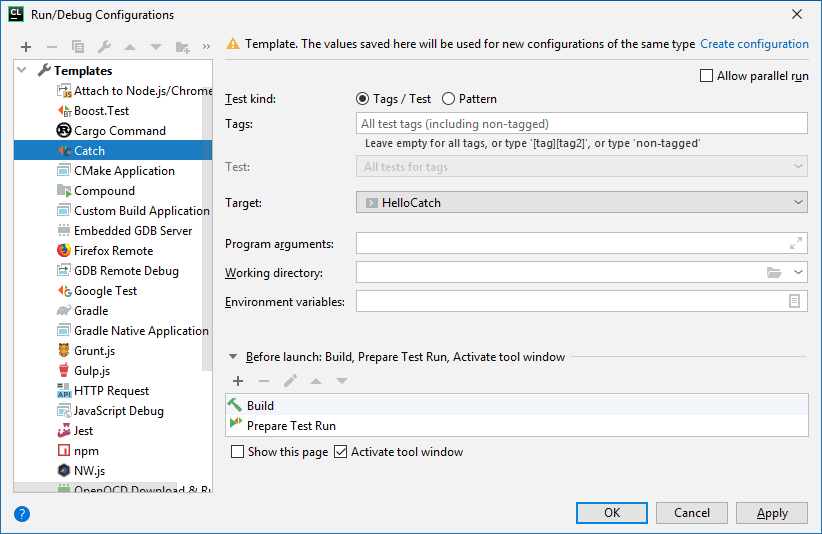 CL Run/Debug Configurations
Templates
Attach to Node.js/Chrome
Boost.Test
Cargo Command
Catch
CMake Application
Compound
Custom Build Application
Embedded GDB Server
Firefox Remote
GDB Remote Debug
Google Test
Gradle
Gradle Native Application
Grunt.js
Gulp.js
HTTP Request
JavaScript Debug
Jest
npm
NW.js
OpenOCD Download & Ru
Template. The values saved here will be used for new configurations of the same type Create configuration
Allow parallel run
Test kind: Tags / Test Pattern
Tags: All test tags (including non-tagged)
Leave empty for all tags, or type '[tag][tag2]', or type 'non-tagged'
Test: All tests for tags
Target: HelloCatch
Program arguments:
Working directory:
Environment variables:
Before launch: Build, Prepare Test Run, Activate tool window
Build
Prepare Test Run
Show this page Activate tool window
? OK Cancel Apply